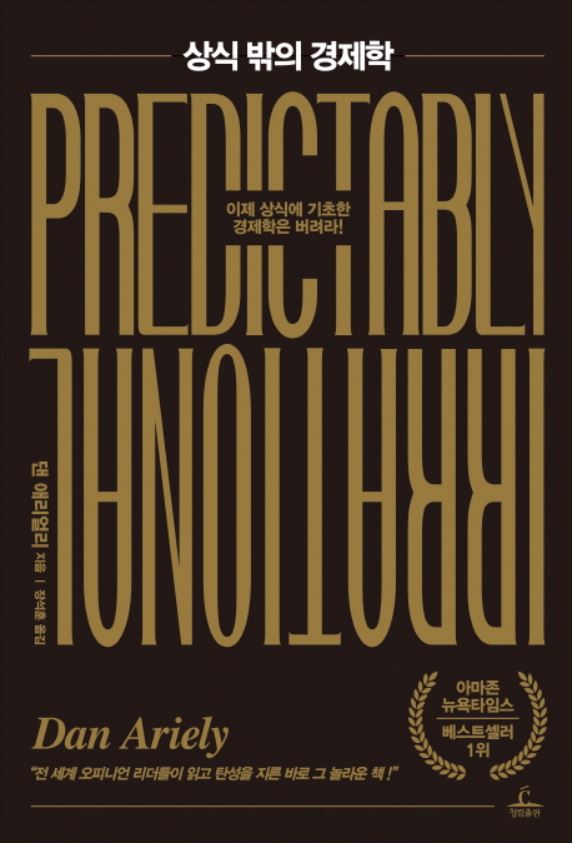 상식 밖의 경제학
PREDICTABLY
이제 상식에 기초한
경제학은 버려라!
IRRATIONAL
댄 애리얼리 지음 | 장석훈 옮김
아마존
뉴욕타임스
베스트셀러
1위
Dan Ariely
“전 세계 오피니언 리더들이 읽고 탄성을 지른 바로 그 놀라운 책!”
청림출판